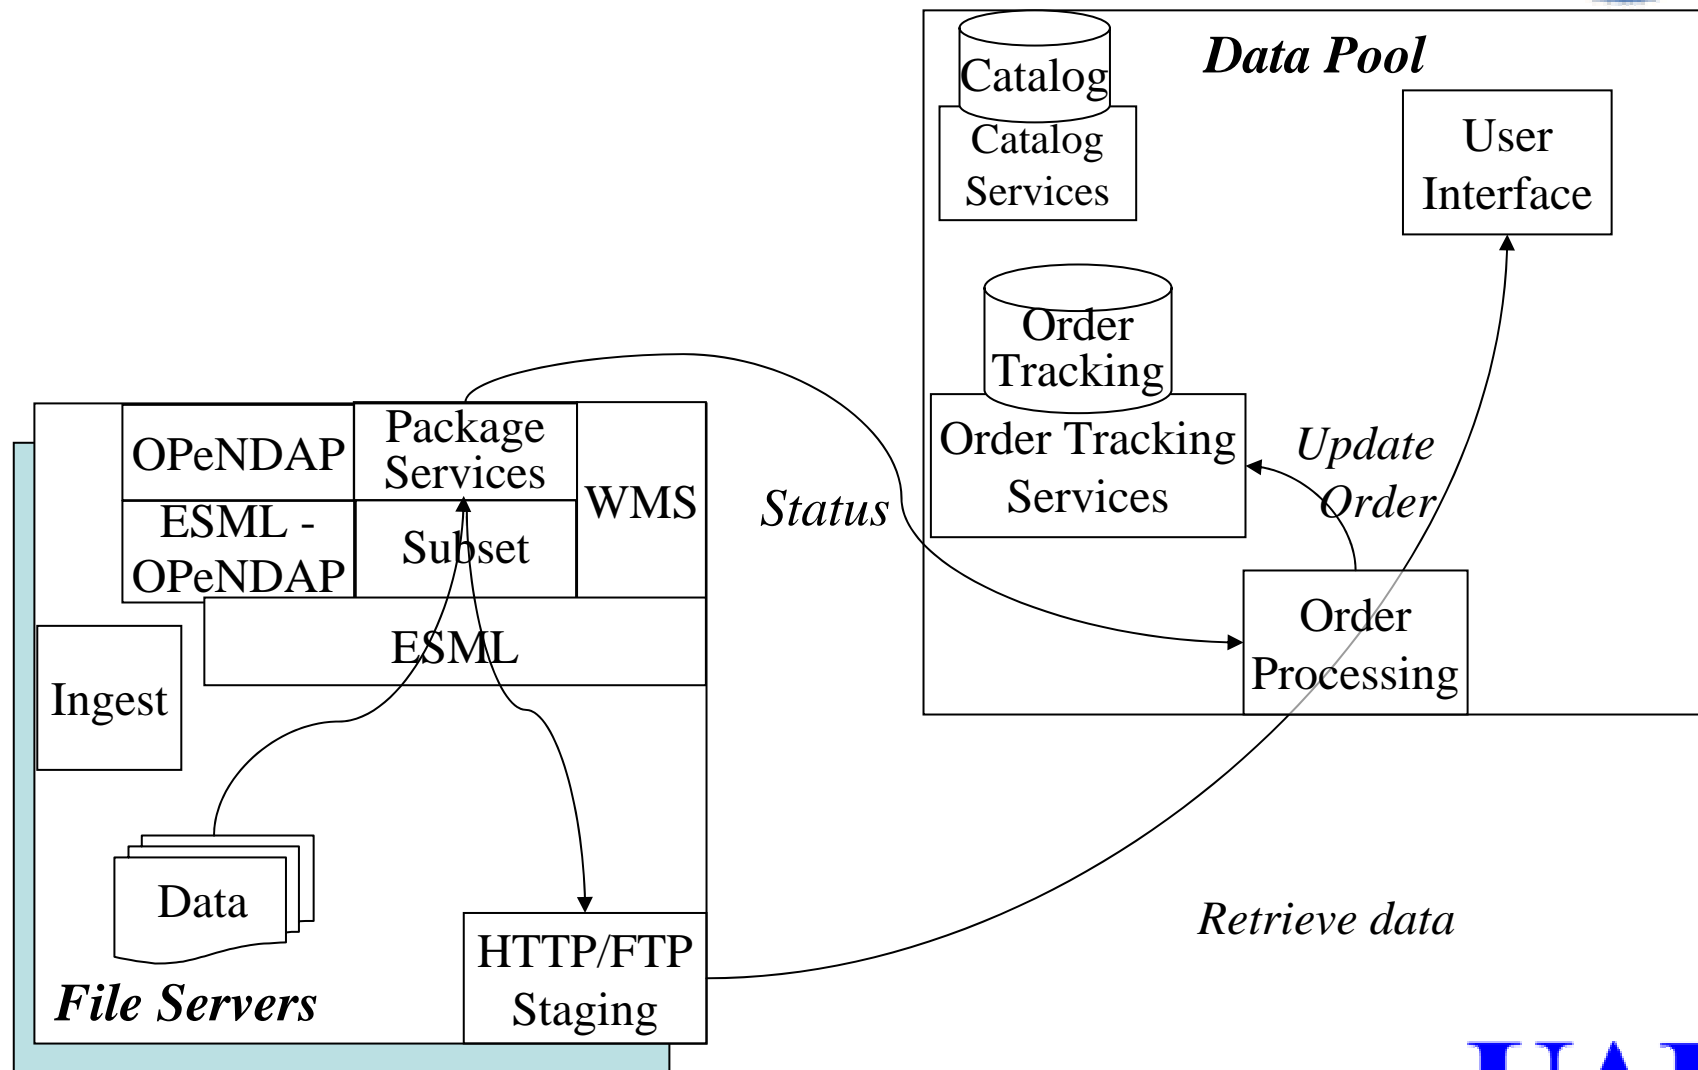 Data Pool
Catalog
Catalog
Services
User
Interface
Order
Tracking
Order Tracking
Services
Update
Order
Order
Processing
Status
OPeNDAP
Package
Services
WMS
ESML -
OPeNDAP
Subset
ESML
Ingest
Data
HTTP/FTP
Staging
File Servers
Retrieve data